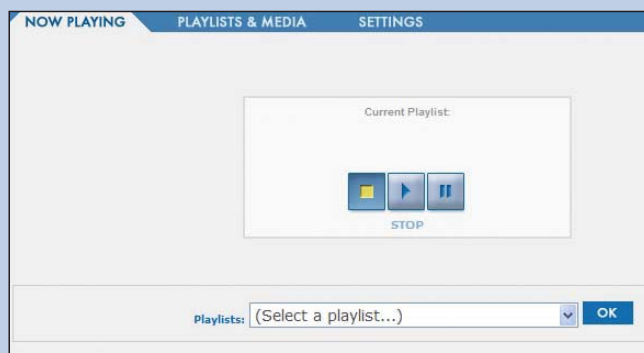 NOW PLAYING PLAYLISTS & MEDIA SETTINGS
Current Playlist:
STOP
Playlists: (Select a playlist...) OK